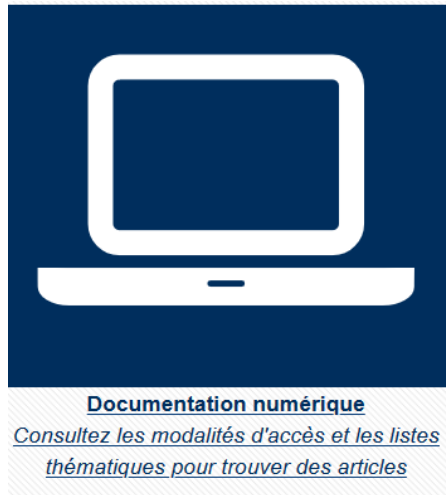 Documentation numérique
Consultez les modalités d'accès et les listes
thématiques pour trouver des articles